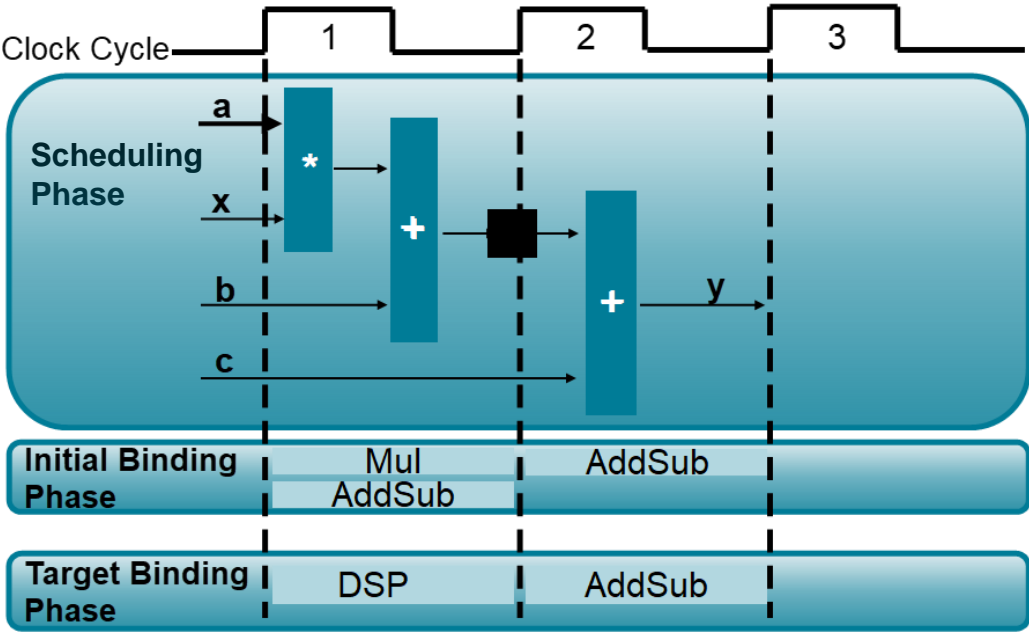 1
2
3
Clock Cycle
a
Scheduling
Phase
*
x
+
b
+
y
c
Initial Binding
Phase
Mul
AddSub
AddSub
Target Binding
Phase
DSP
AddSub